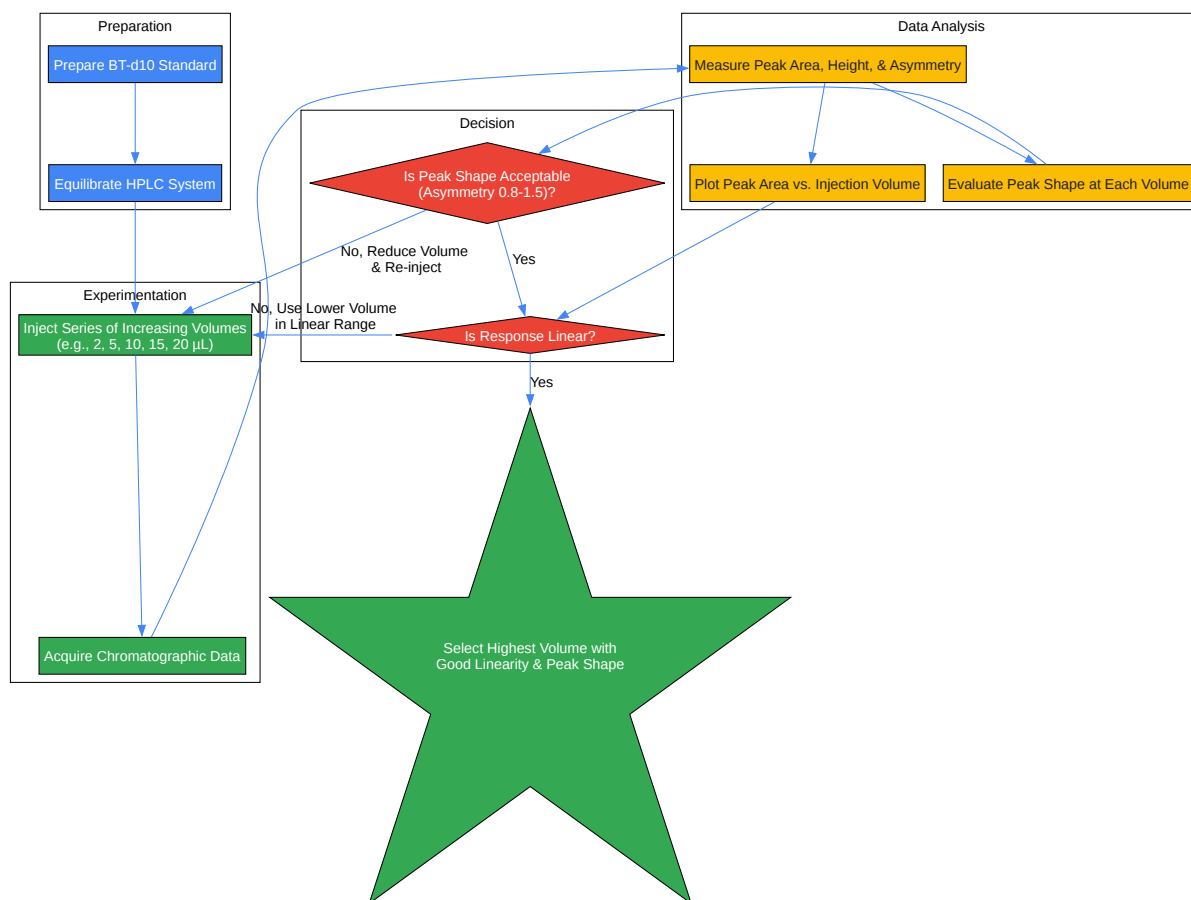 Preparation
Prepare BT-d10 Standard
Equilibrate HPLC System
Data Analysis
Measure Peak Area, Height, & Asymmetry
Plot Peak Area vs. Injection Volume
Evaluate Peak Shape at Each Volume
Decision
Is Peak Shape Acceptable
(Asymmetry 0.8-1.5)?
No, Reduce Volume
& Re-inject
Yes
Is Response Linear?
No, Use Lower Volume
in Linear Range
Yes
Experimentation
Inject Series of Increasing Volumes
(e.g., 2, 5, 10, 15, 20 µL)
Acquire Chromatographic Data
Select Highest Volume with
Good Linearity & Peak Shape